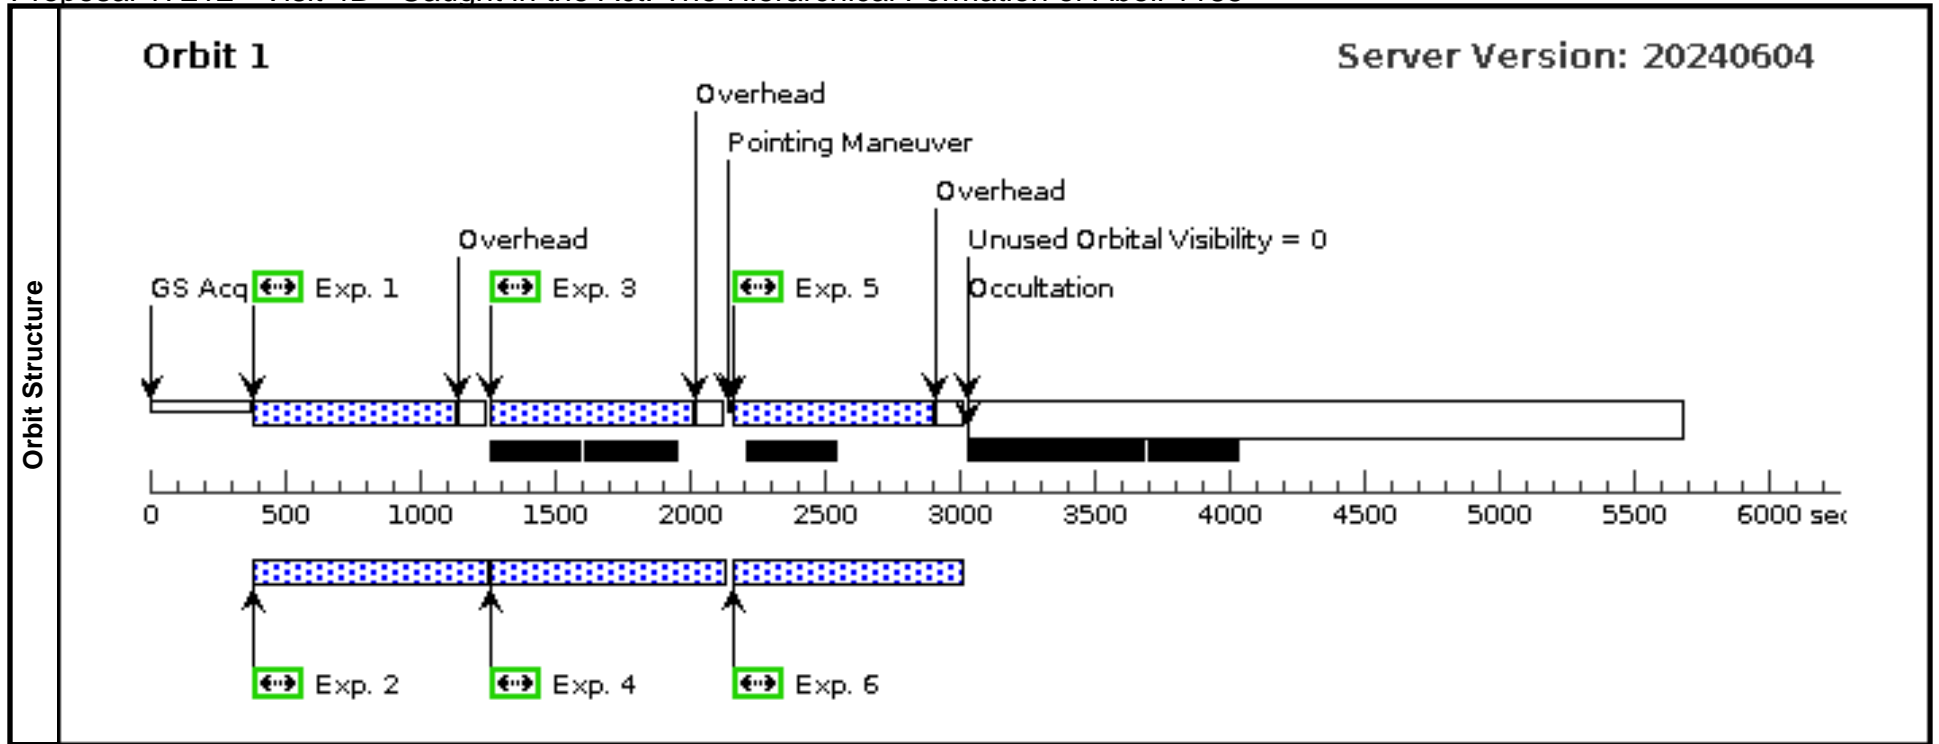 Orbit 1
Server Version: 20240604
Overhead
Pointing Maneuver
Overhead
Overhead
Unused Orbital Visibility = 0
GS Acq
Exp. 1
Exp. 3
Exp. 5
Occultation
Orbit Structure
0 500 1000 1500 2000 2500 3000 3500 4000 4500 5000 5500 6000 sec
Exp. 2
Exp. 4
Exp. 6